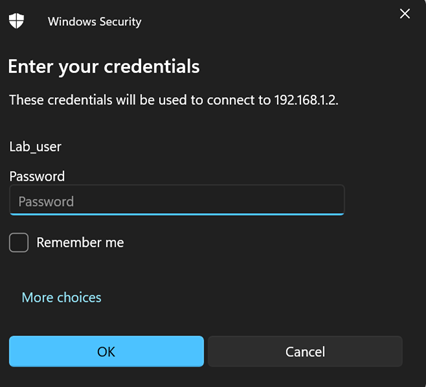 Windows Security
Enter your credentials
These credentials will be used to connect to 192.168.1.2.
Lab_user
Password
Password
Remember me
More choices
OK
Cancel